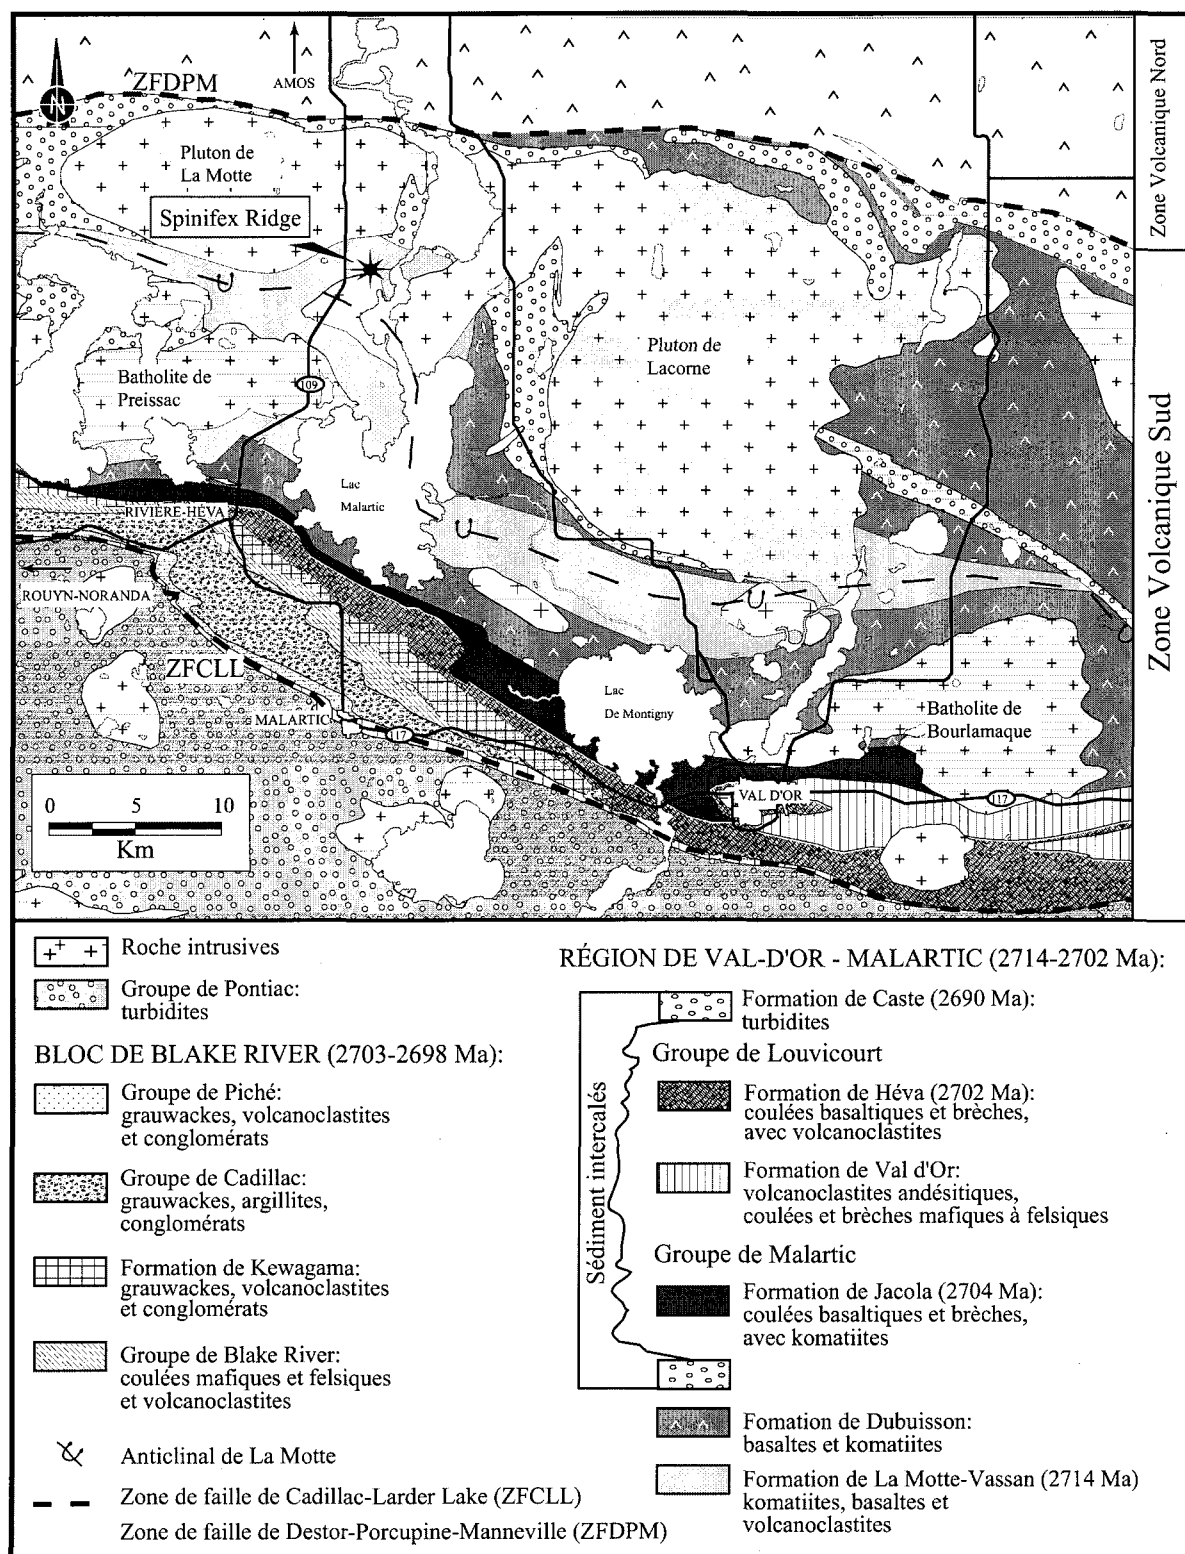 AMOS
ZFDPM
N
Pluton de
La Motte
Spinifex Ridge
Zone Volcanique Nord
Pluton de
Lacorne
Batholite de
Preissac
109
Lac
Malartic
RIVIÈRE-HÉVA
ROUYN-NORANDA
Zone Volcanique Sud
ZFCLL
MALARTIC
117
Lac
De Montigny
Batholite de
Bourlamaque
VAL D'OR
117
0 5 10
Km
Roche intrusives
Groupe de Pontiac:
turbidites
BLOC DE BLAKE RIVER (2703-2698 Ma):
Groupe de Piché:
grauwackes, volcanoclastites
et conglomérats
Groupe de Cadillac:
grauwackes, argillites,
conglomérats
Formation de Kewagama:
grauwackes, volcanoclastites
et conglomérats
Groupe de Blake River:
coulées mafiques et felsiques
et volcanoclastites
Anticlinal de La Motte
Zone de faille de Cadillac-Larder Lake (ZFCLL)
Zone de faille de Destor-Porcupine-Manneville (ZFDPM)
RÉGION DE VAL-D'OR - MALARTIC (2714-2702 Ma):
Sédiment intercalés
Formation de Caste (2690 Ma):
turbidites
Groupe de Louvicourt
Formation de Héva (2702 Ma):
coulées basaltiques et brèches,
avec volcanoclastites
Formation de Val d'Or:
volcanoclastites andésitiques,
coulées et brèches mafiques à felsiques
Groupe de Malartic
Formation de Jacola (2704 Ma):
coulées basaltiques et brèches,
avec komatiites
Fomation de Dubuisson:
basaltes et komatiites
Formation de La Motte-Vassan (2714 Ma)
komatiites, basaltes et
volcanoclastites